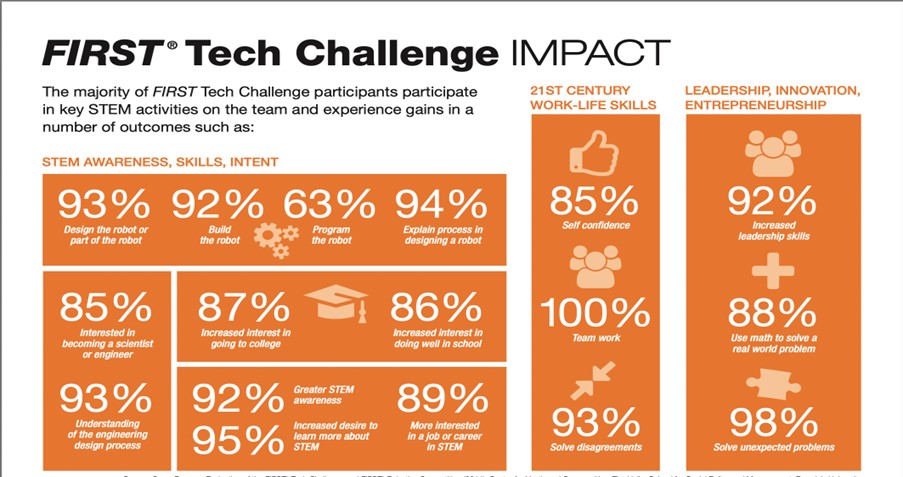 FIRST® Tech Challenge IMPACT
The majority of FIRST Tech Challenge participants participate
in key STEM activities on the team and experience gains in a
number of outcomes such as:
STEM AWARENESS, SKILLS, INTENT
93%
Design the robot or
part of the robot
92%
Build
the robot
63%
Program
the robot
94%
Explain process in
designing a robot
85%
Interested in
becoming a scientist
or engineer
93%
Understanding
of the engineering
design process
87%
Increased interest in
going to college
86%
Increased interest in
doing well in school
92%
Greater STEM
awareness
95%
Increased desire to
learn more about
STEM
89%
More interested
in a job or career
in STEM
21ST CENTURY
WORK-LIFE SKILLS
85%
Self confidence
100%
Team work
93%
Solve disagreements
LEADERSHIP, INNOVATION,
ENTREPRENEURSHIP
92%
Increased
leadership skills
88%
Use math to solve a
real world problem
98%
Solve unexpected problems